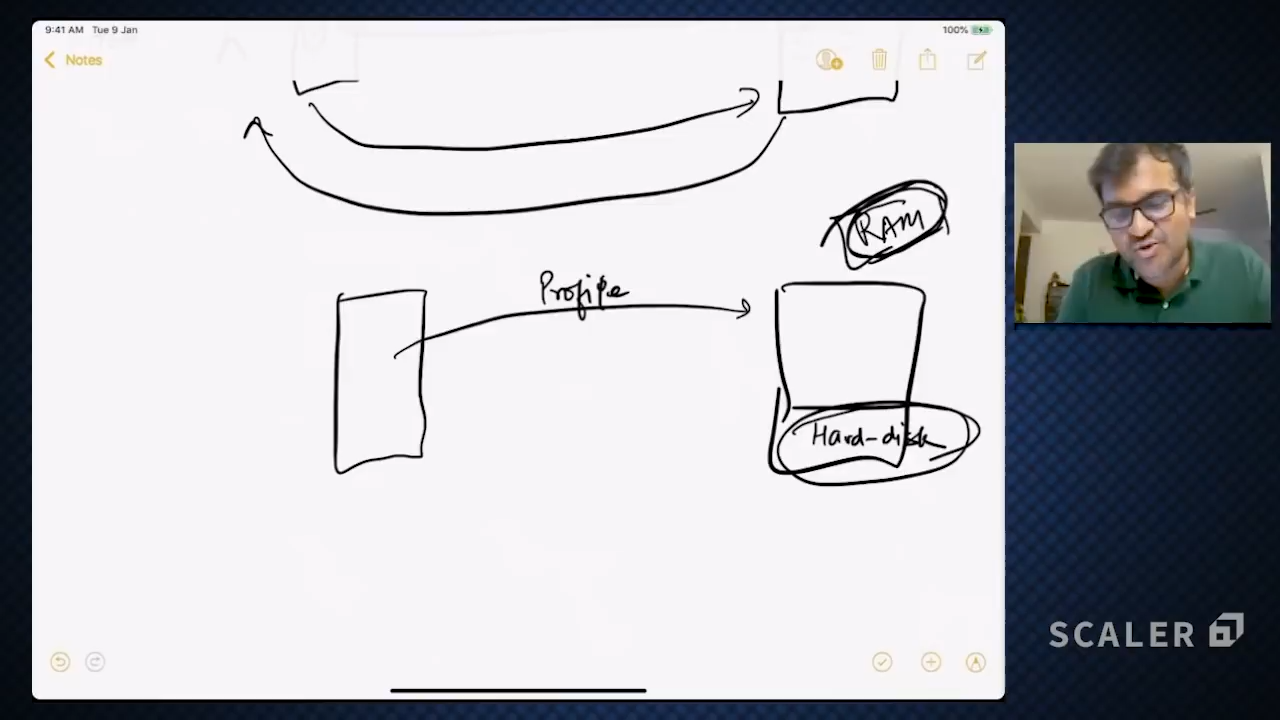 9:41 AM Tue 9 Jan
100%
Notes
RAM
Profile
Hard-disk
SCALER